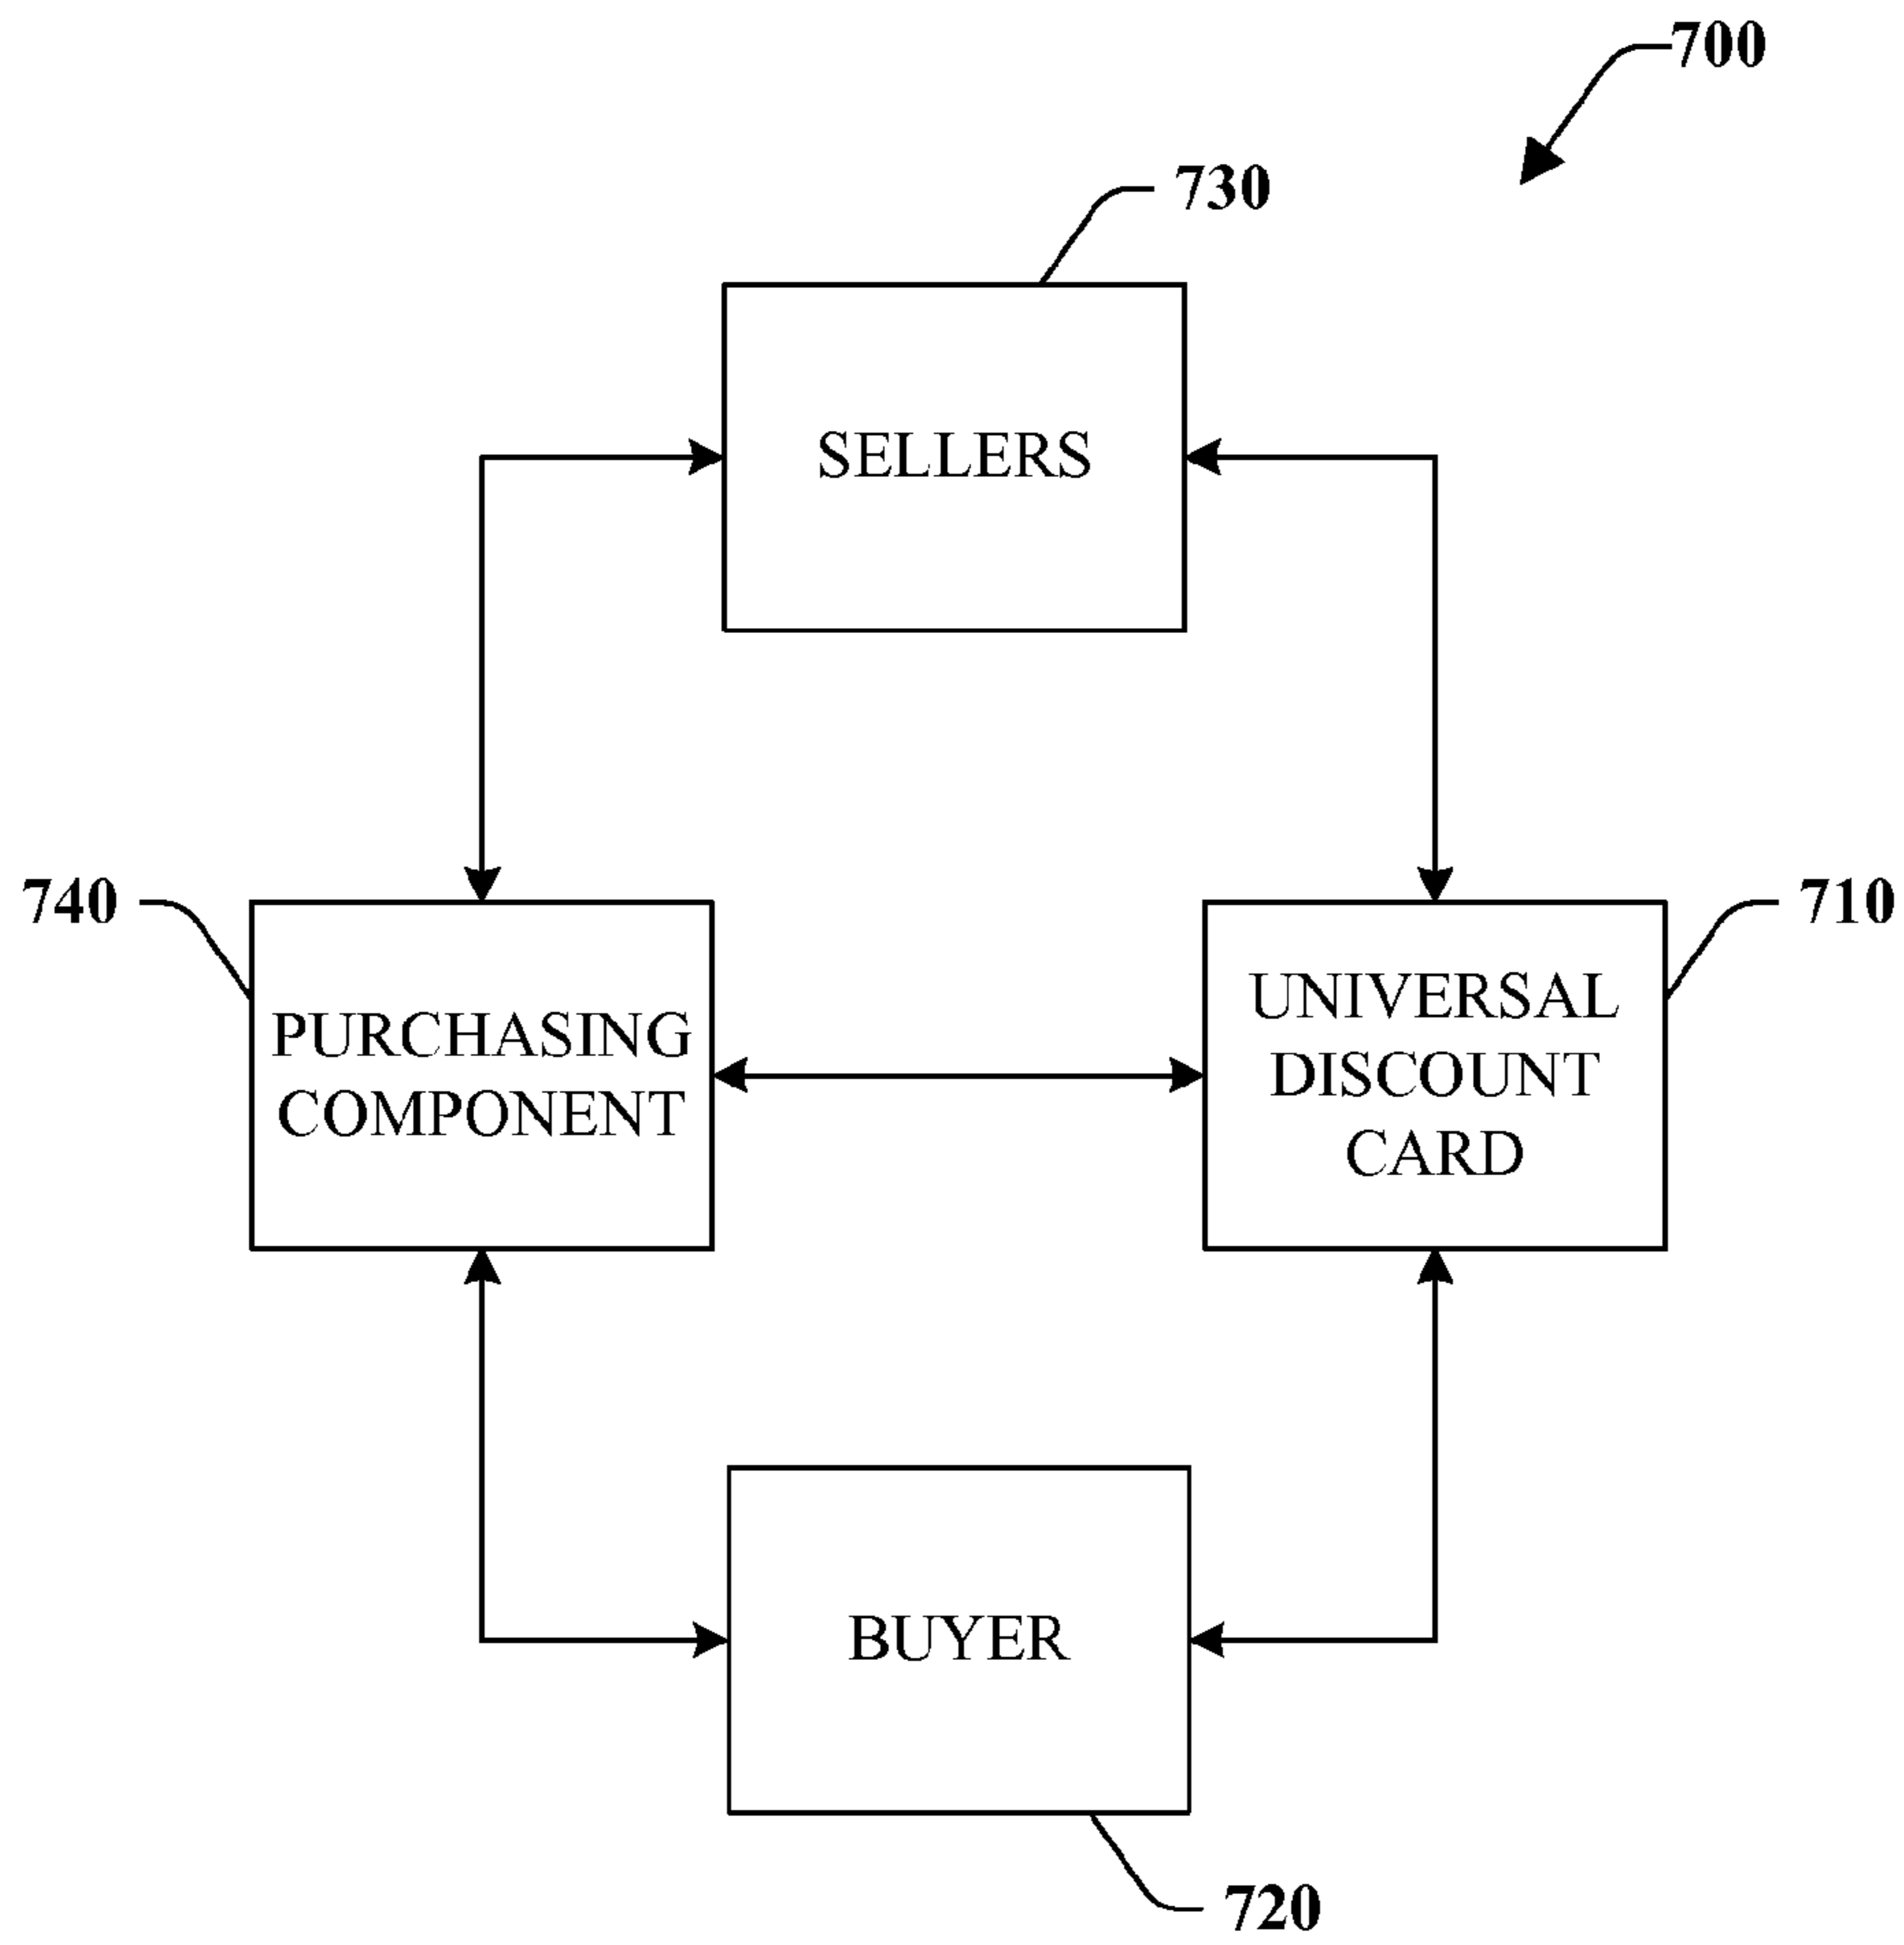 700
730
SELLERS
740
710
PURCHASING
COMPONENT
UNIVERSAL
DISCOUNT
CARD
BUYER
720